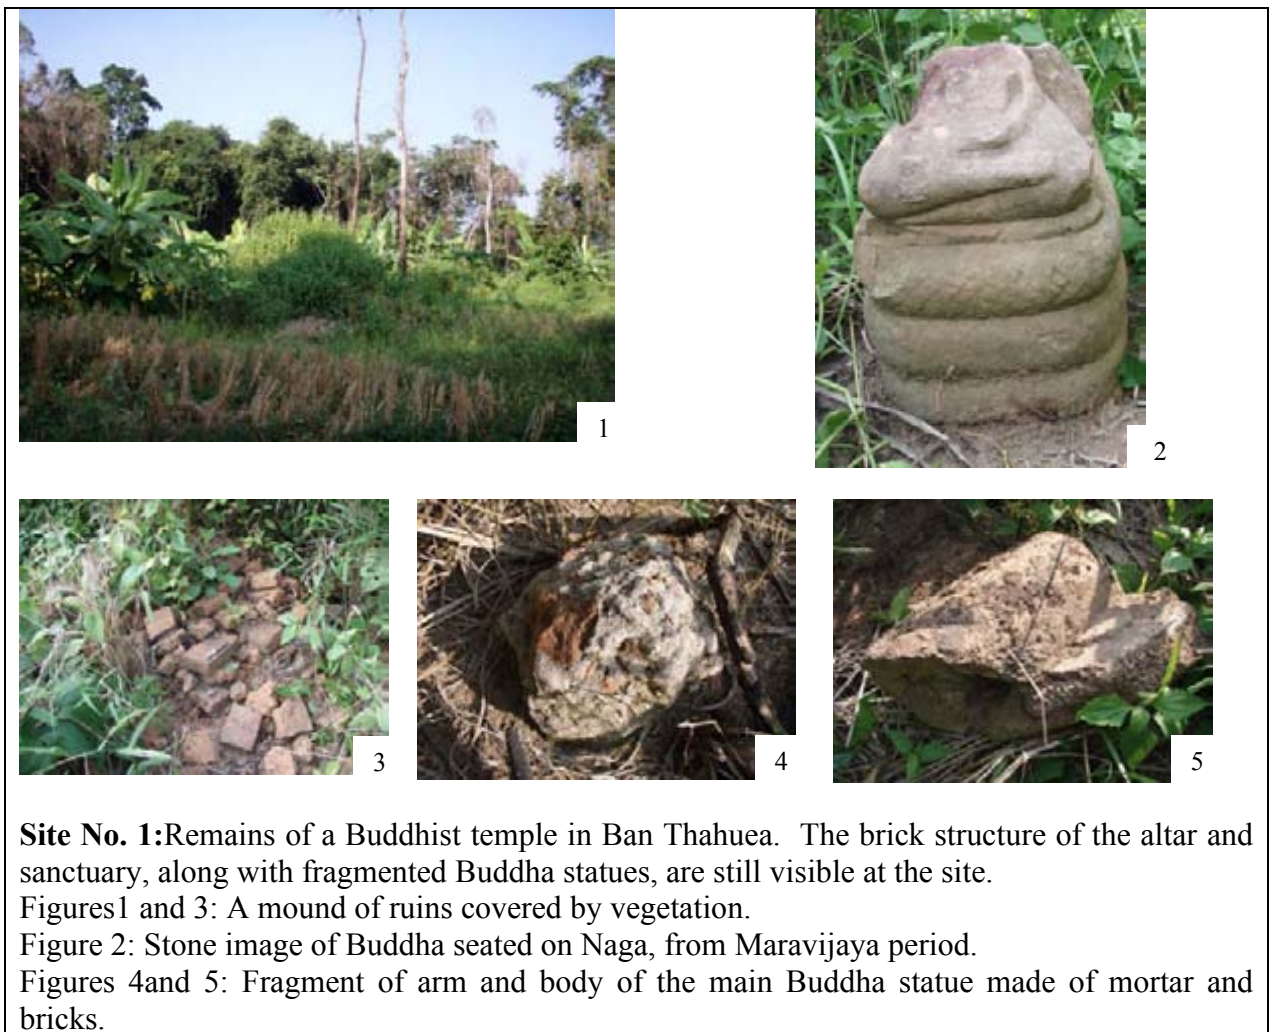 1
2
3
4
5
Site No. 1:Remains of a Buddhist temple in Ban Thahuea. The brick structure of the altar and
sanctuary, along with fragmented Buddha statues, are still visible at the site.
Figures1 and 3: A mound of ruins covered by vegetation.
Figure 2: Stone image of Buddha seated on Naga, from Maravijaya period.
Figures 4and 5: Fragment of arm and body of the main Buddha statue made of mortar and
bricks.